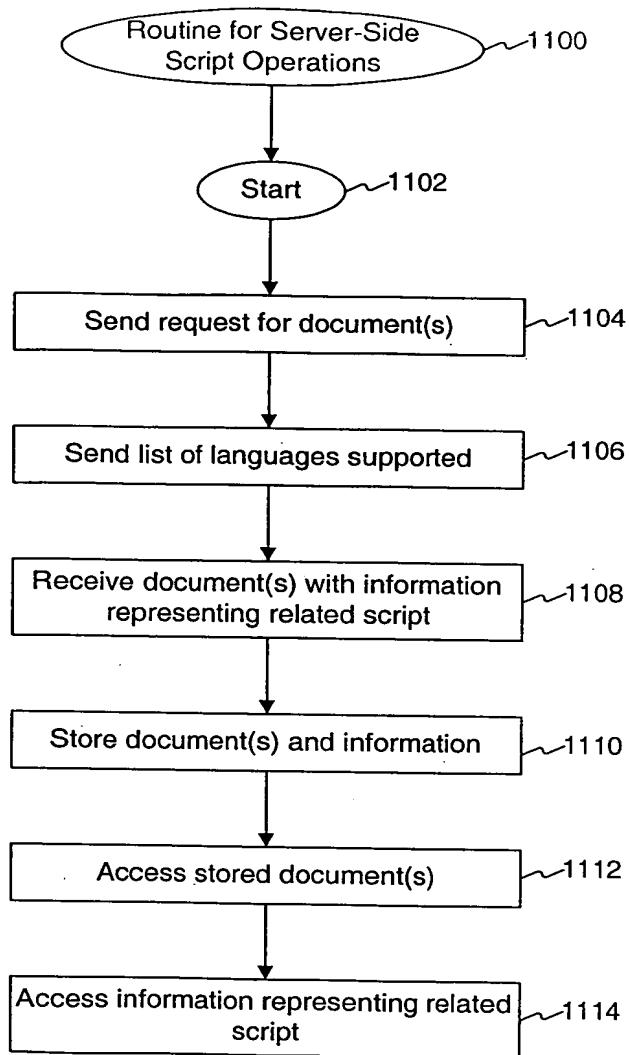 Routine for Server-Side
Script Operations
1100
Start
1102
Send request for document(s)
1104
Send list of languages supported
1106
Receive document(s) with information
representing related script
1108
Store document(s) and information
1110
Access stored document(s)
1112
Access information representing related
script
1114